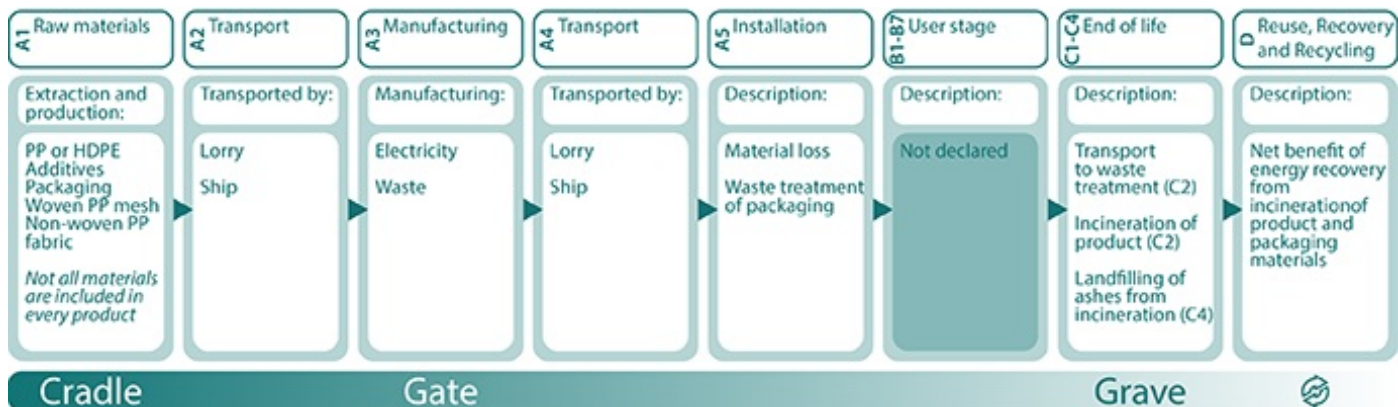 A1 Raw materials
Extraction and
production:
PP or HDPE
Additives
Packaging
Woven PP mesh
Non-woven PP
fabric
Not all materials
are included in
every product
A2 Transport
Transported by:
Lorry
Ship
A3 Manufacturing
Manufacturing:
Electricity
Waste
A4 Transport
Transported by:
Lorry
Ship
A5 Installation
Description:
Material loss
Waste treatment
of packaging
B1-B7 User stage
Description:
Not declared
C1-C4 End of life
Description:
Transport
to waste
treatment (C2)
Incineration of
product (C2)
Landfilling of
ashes from
incineration (C4)
D Reuse, Recovery
and Recycling
Description:
Net benefit of
energy recovery
from
incinerationof
product and
packaging
materials
Cradle
Gate
Grave